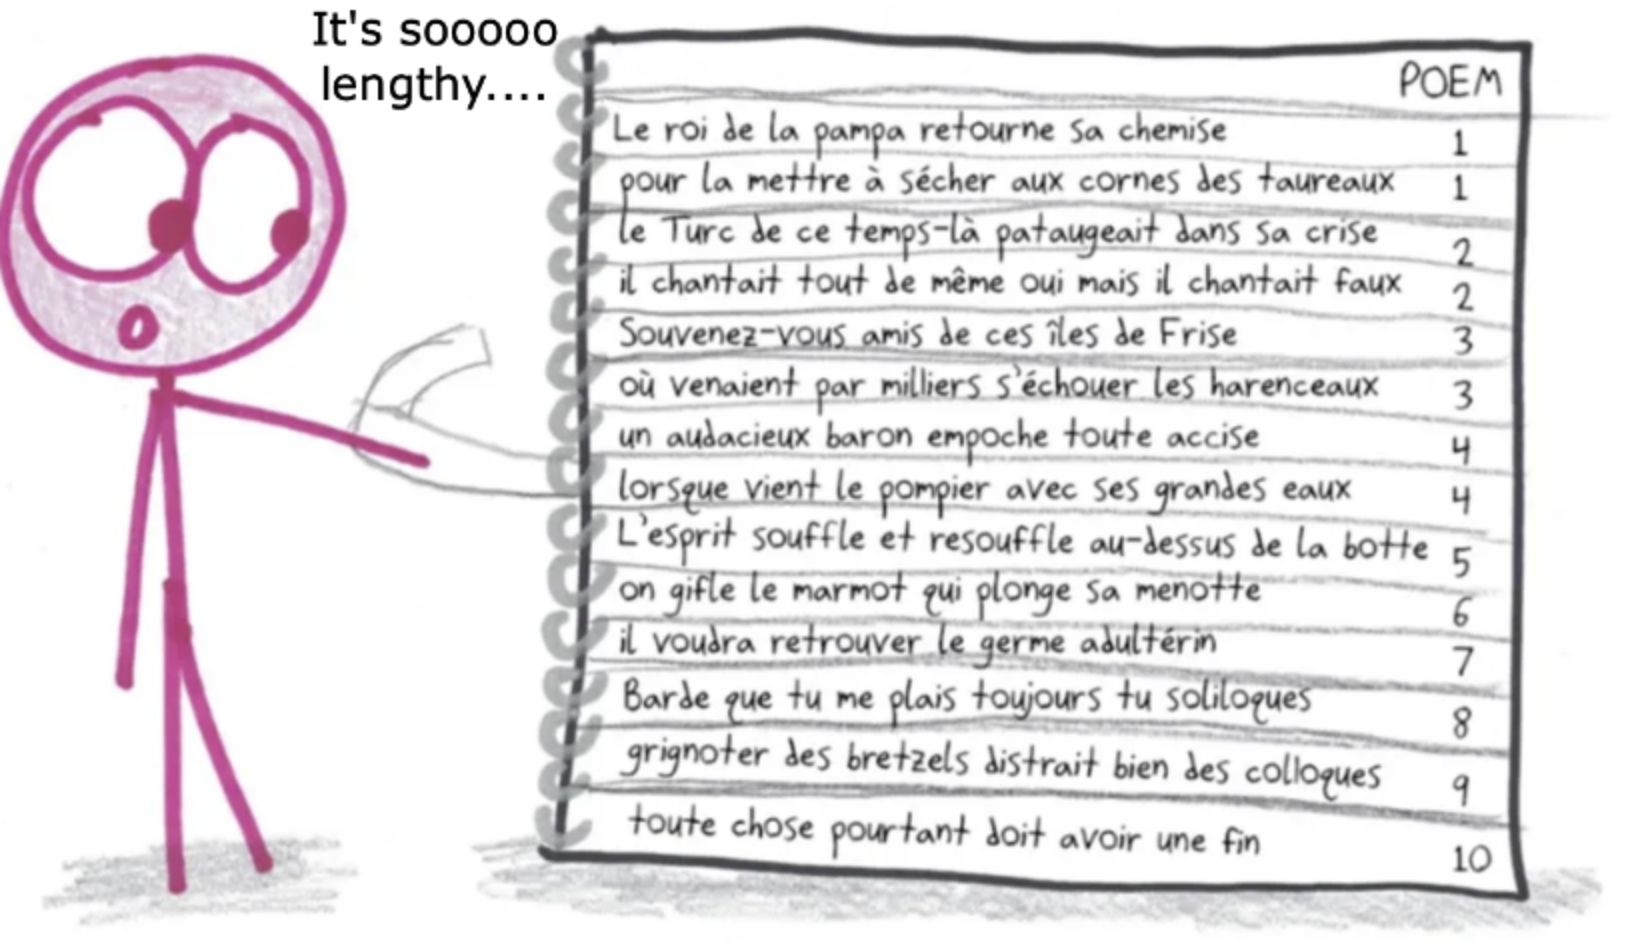 It's sooooo
lengthy....
POEM
Le roi de la pampa retourne sa chemise 1
pour la mettre à sécher aux cornes des taureaux 1
le Turc de ce temps-là pataugeait dans sa crise 2
il chantait tout de même oui mais il chantait faux 2
Souvenez-vous amis de ces îles de Frise 3
où venaient par milliers s'échouer les harenceaux 3
un audacieux baron empoche toute accise 4
lorsque vient le pompier avec ses grandes eaux 4
L'esprit souffle et resouffle au-dessus de la botte 5
on gifle le marmot qui plonge sa menotte 6
il voudra retrouver le germe adultérin 7
Barde que tu me plais toujours tu soliloques 8
grignoter des bretzels distrait bien des colloques 9
toute chose pourtant doit avoir une fin 10